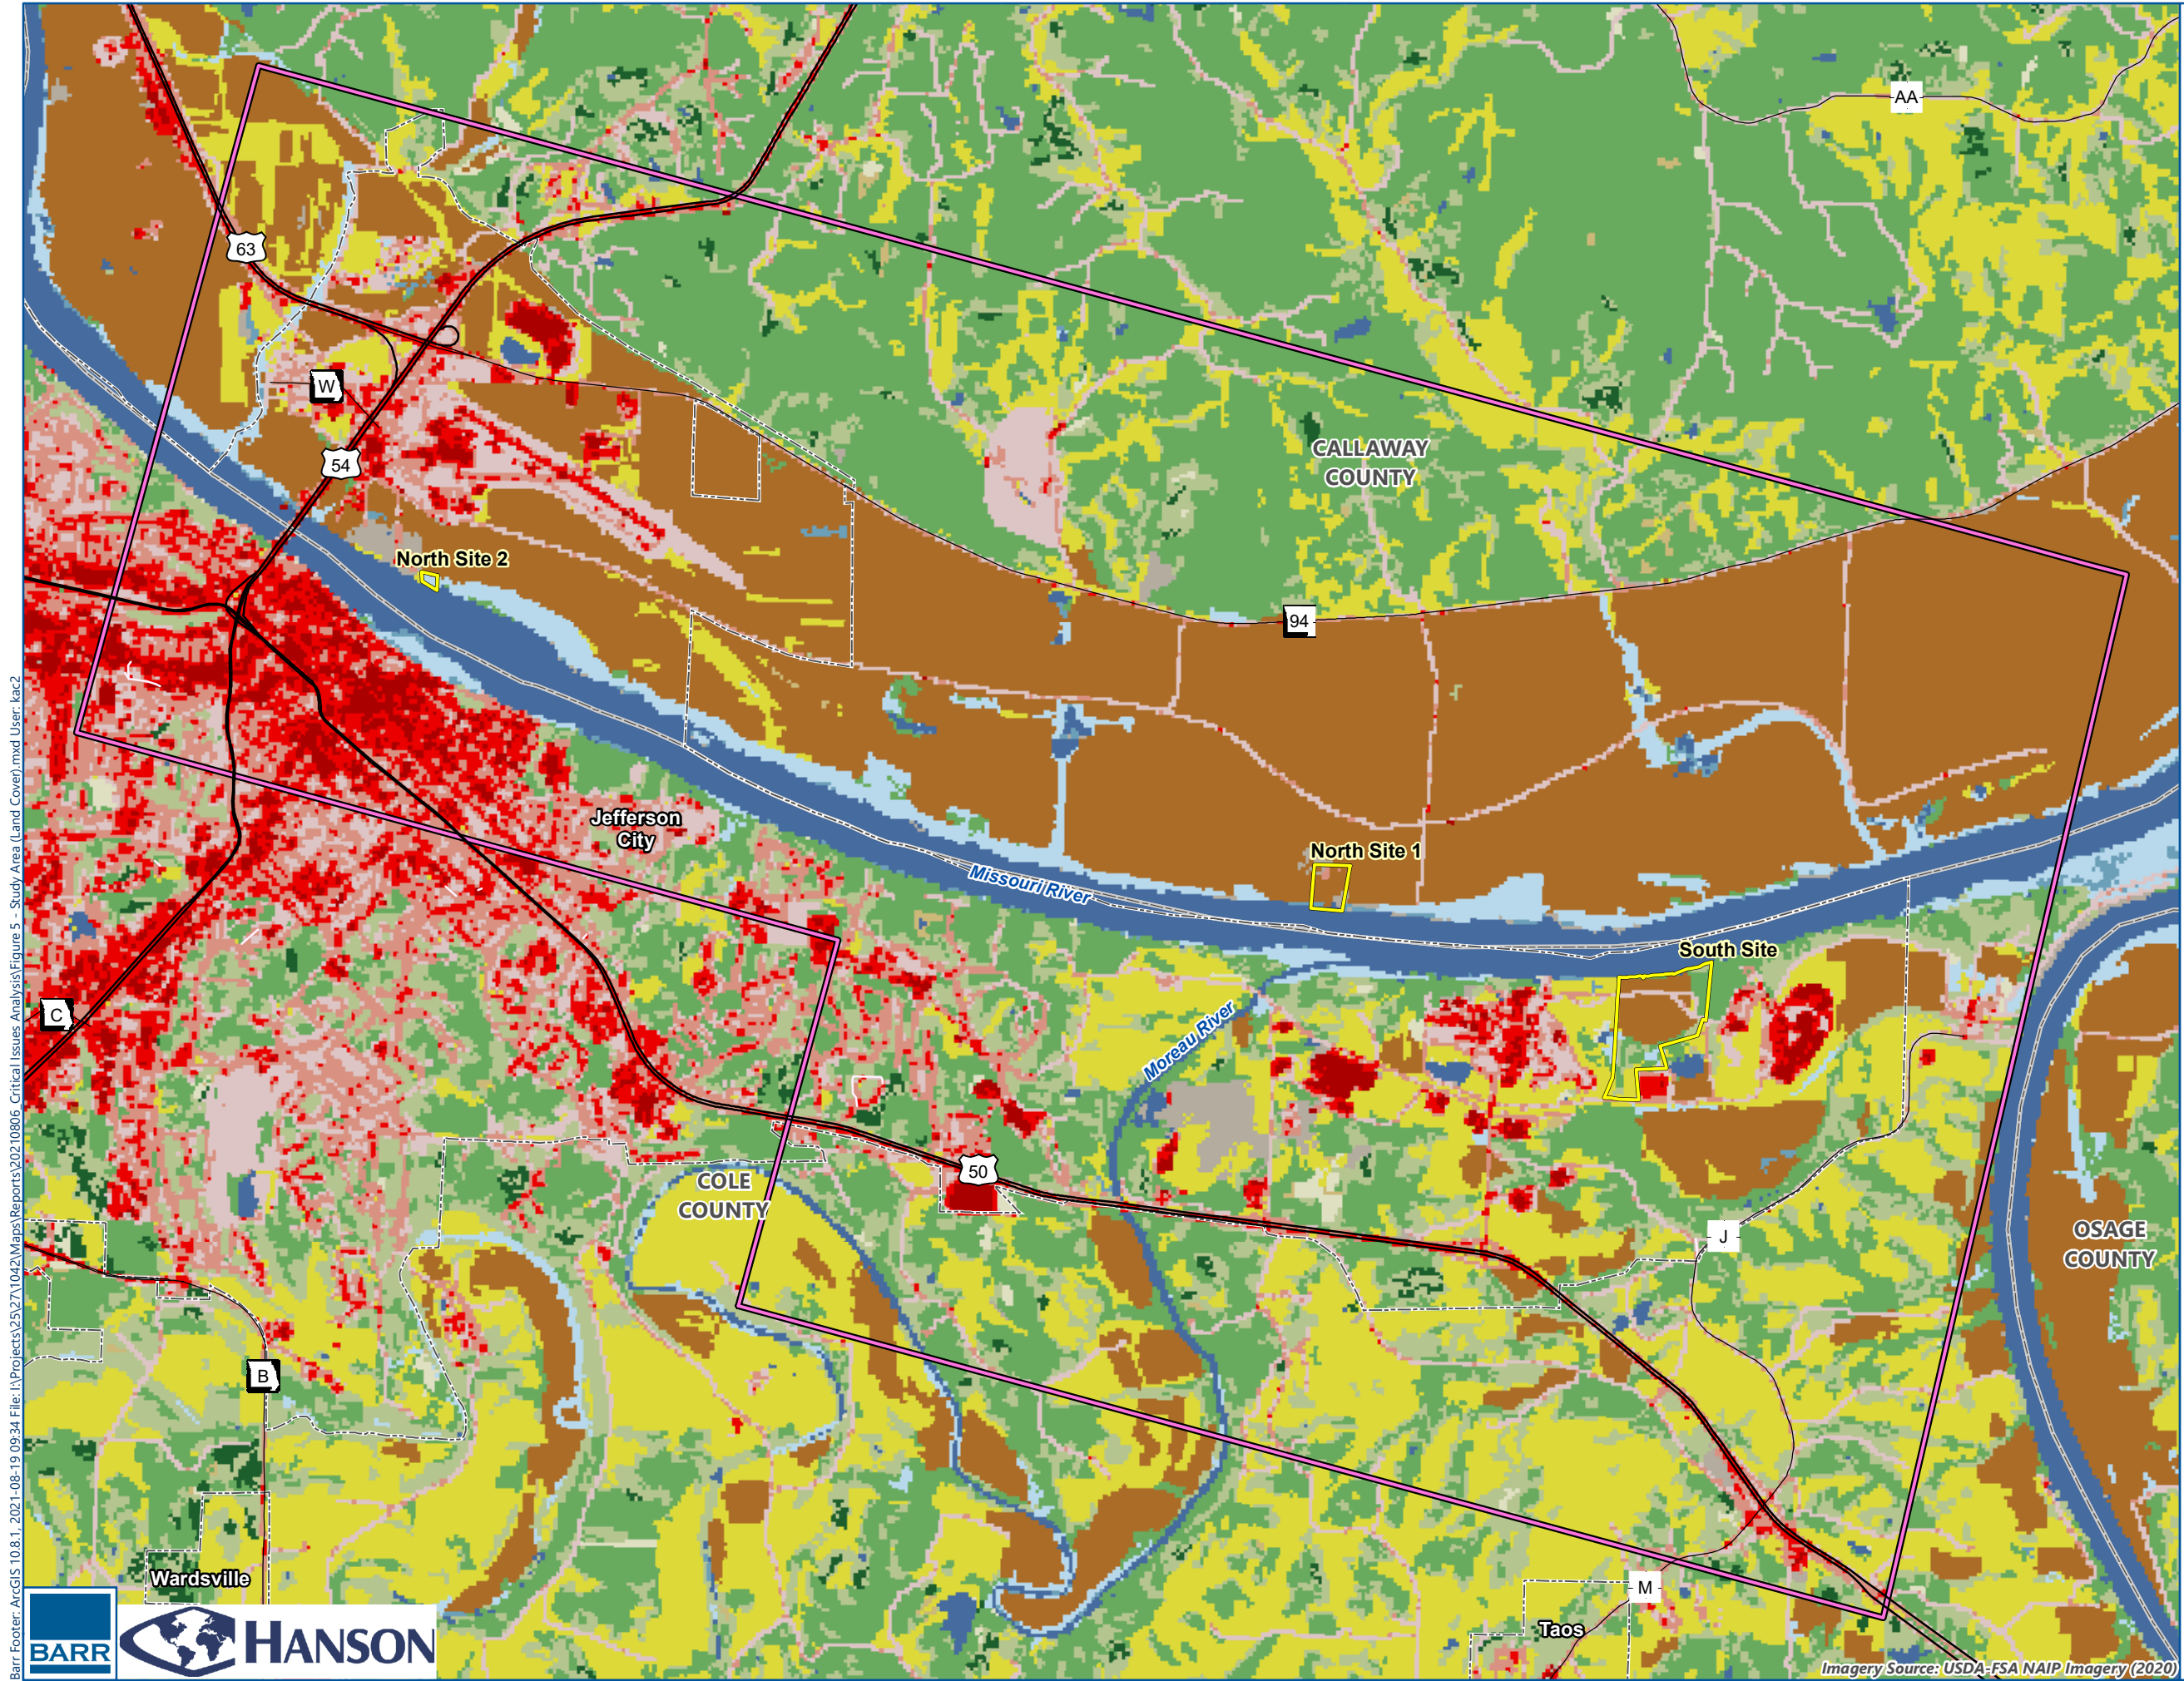 AA
63
W
54
CALLAWAY
COUNTY
North Site 2
94
Jefferson
City
North Site 1
Missouri River
South Site
C
Moreau River
50
COLE
COUNTY
J
OSAGE
COUNTY
B
Wardsville
M
Taos
BARR
HANSON
Imagery Source: USDA-FSA NAIP Imagery (2020)
Barr Footer: ArcGIS 10.8.1, 2021-08-19 09:34 File: I:\Projects\25\27\1042\Maps\Reports\20210806_Critical Issues Analysis\Figure 5 - Study Area (Land Cover).mxd User: kac2